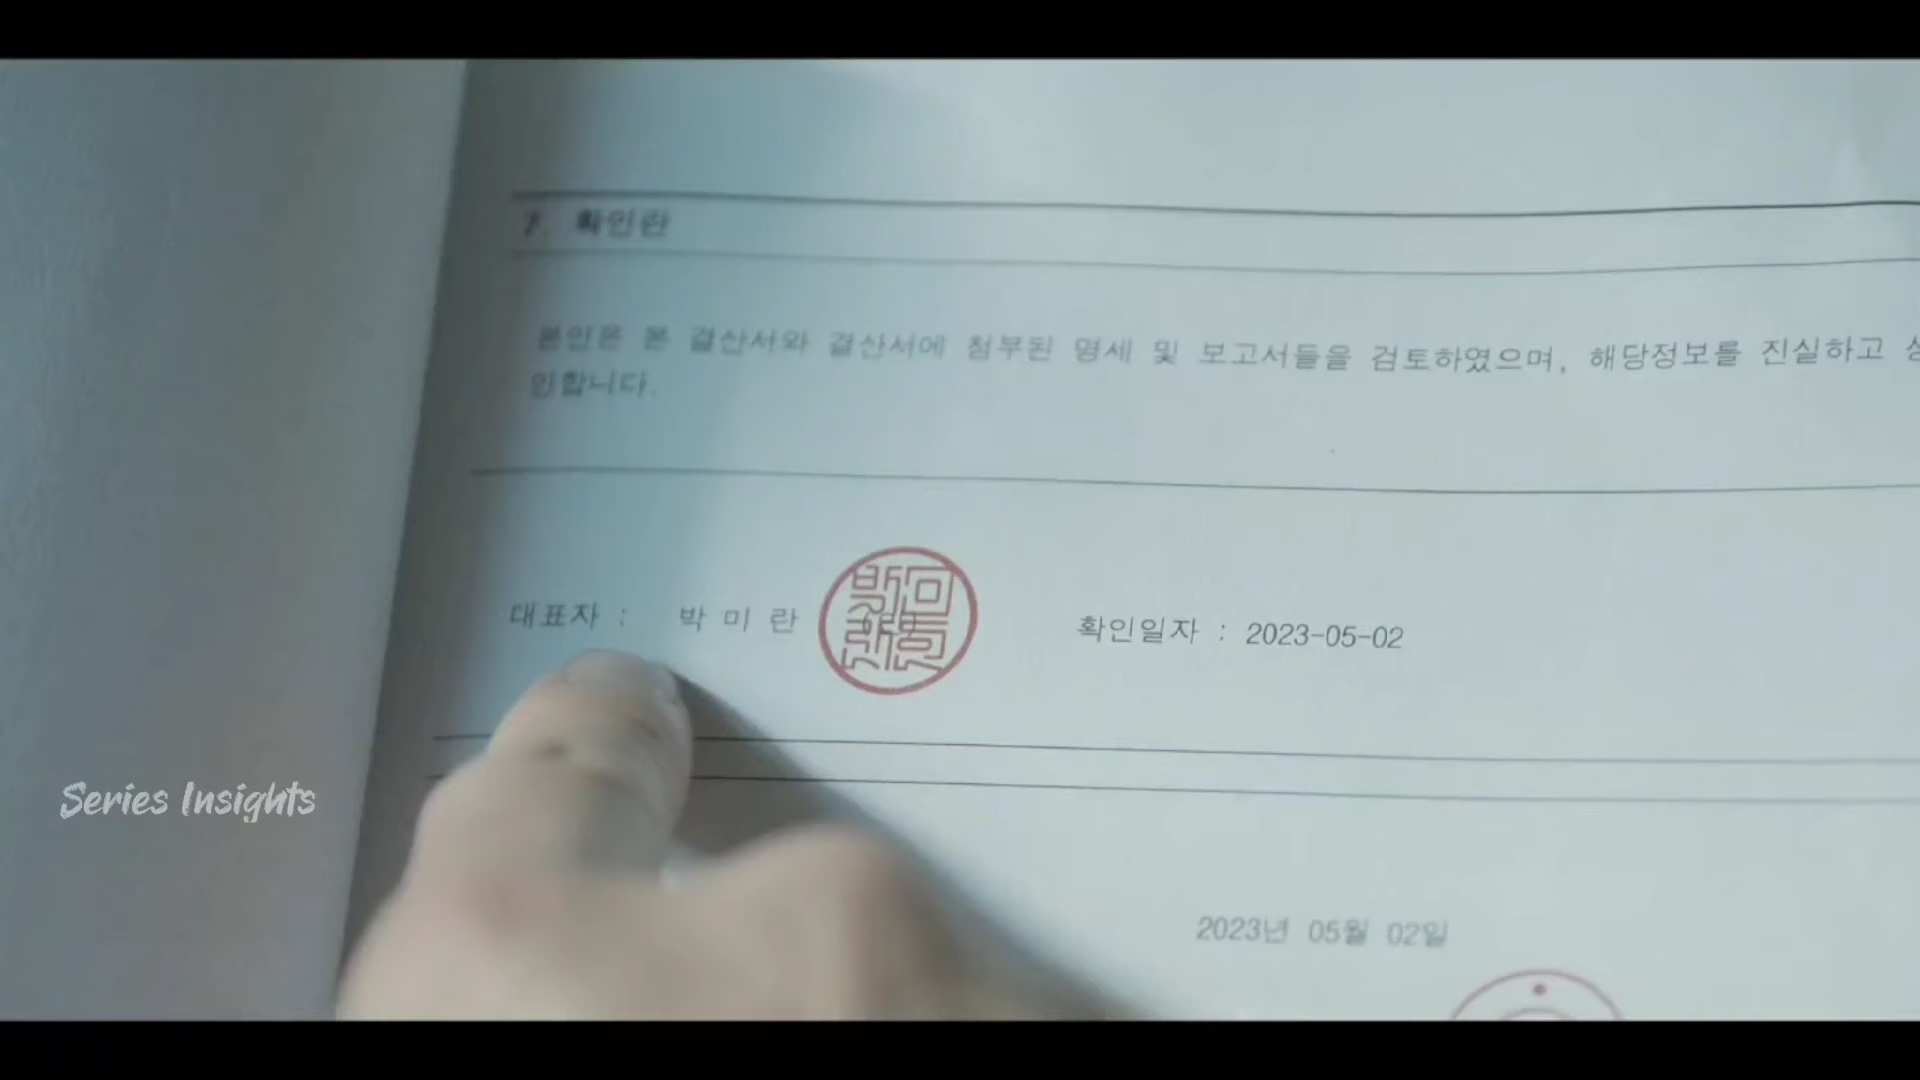 7. 확인란
본인은 본 결산서와 결산서에 첨부된 명세 및 보고서들을 검토하였으며, 해당정보를 진실하고
인합니다.
대표자 : 박 미 란
확인일자 : 2023-05-02
Series Insights
2023년 05월 02일